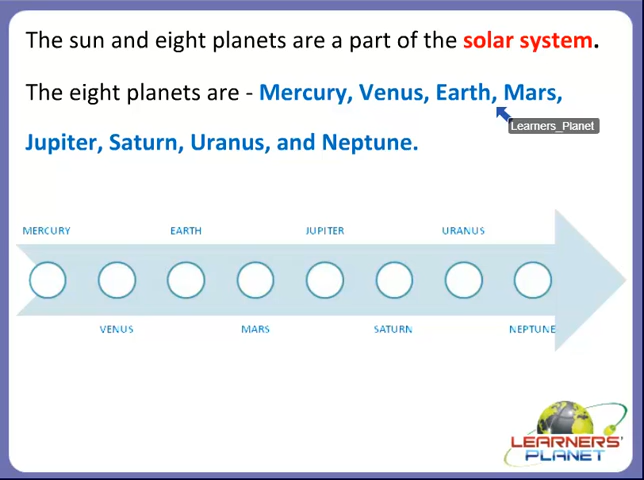 The sun and eight planets are a part of the solar system.
The eight planets are - Mercury, Venus, Earth, Mars,
Learners_Planet
Jupiter, Saturn, Uranus, and Neptune.
MERCURY EARTH JUPITER URANUS
VENUS MARS SATURN NEPTUNE
LEARNERS'
PLANET